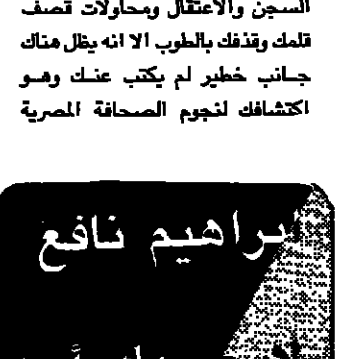 السجن والاعتقال ومحاولات قصف
قلمك وقذفك بالطوب الا انه يظل هناك
جانب خطير لم يكتب عنك وهو
اكتشافك لنجوم الصحافة المصرية
ابراهيم نافع